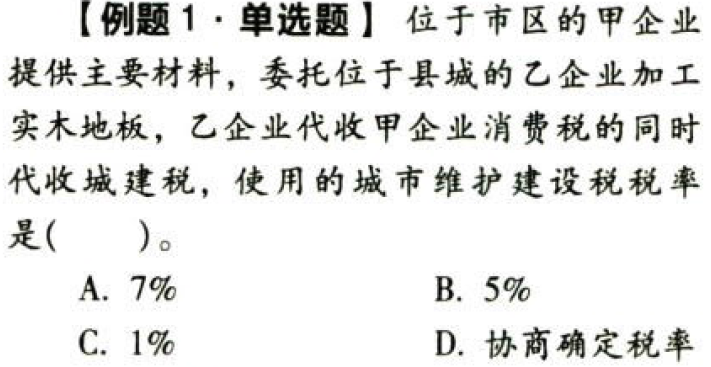 【例题1·单选题】 位于市区的甲企业
提供主要材料，委托位于县城的乙企业加工
实木地板，乙企业代收甲企业消费税的同时
代收城建税，使用的城市维护建设税税率
是(　　)。
A. 7%　　B. 5%
C. 1%　　D. 协商确定税率